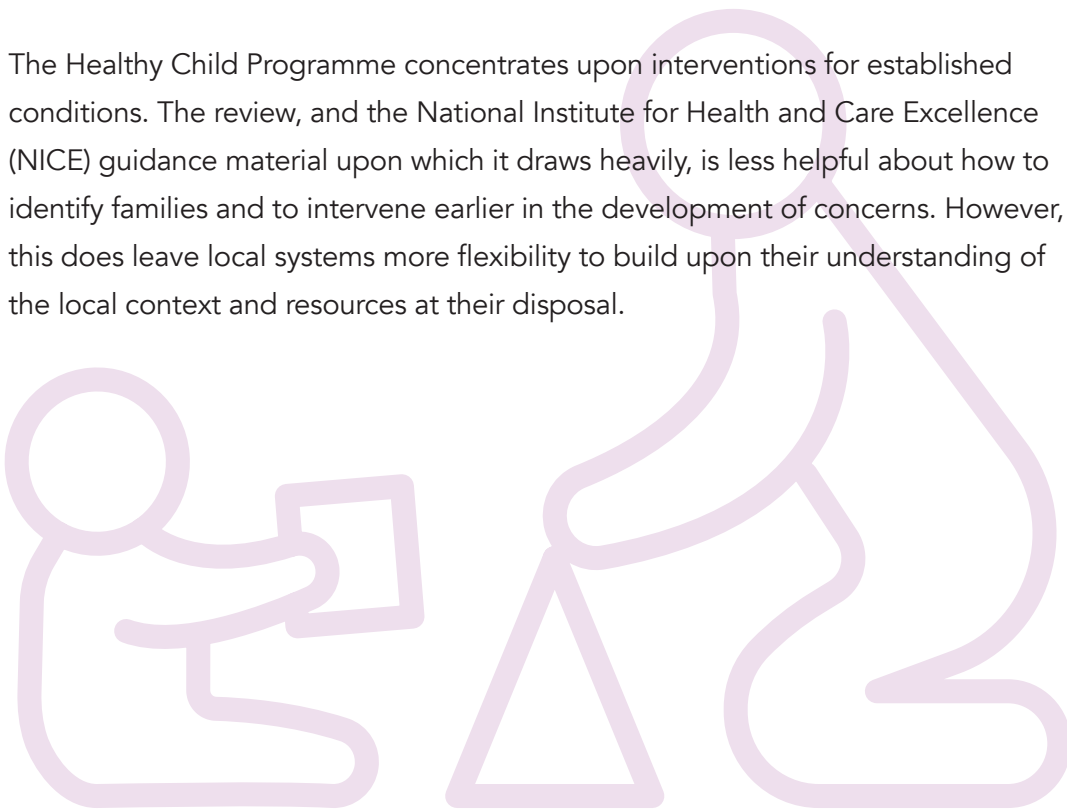 The Healthy Child Programme concentrates upon interventions for established
conditions. The review, and the National Institute for Health and Care Excellence
(NICE) guidance material upon which it draws heavily, is less helpful about how to
identify families and to intervene earlier in the development of concerns. However,
this does leave local systems more flexibility to build upon their understanding of
the local context and resources at their disposal.